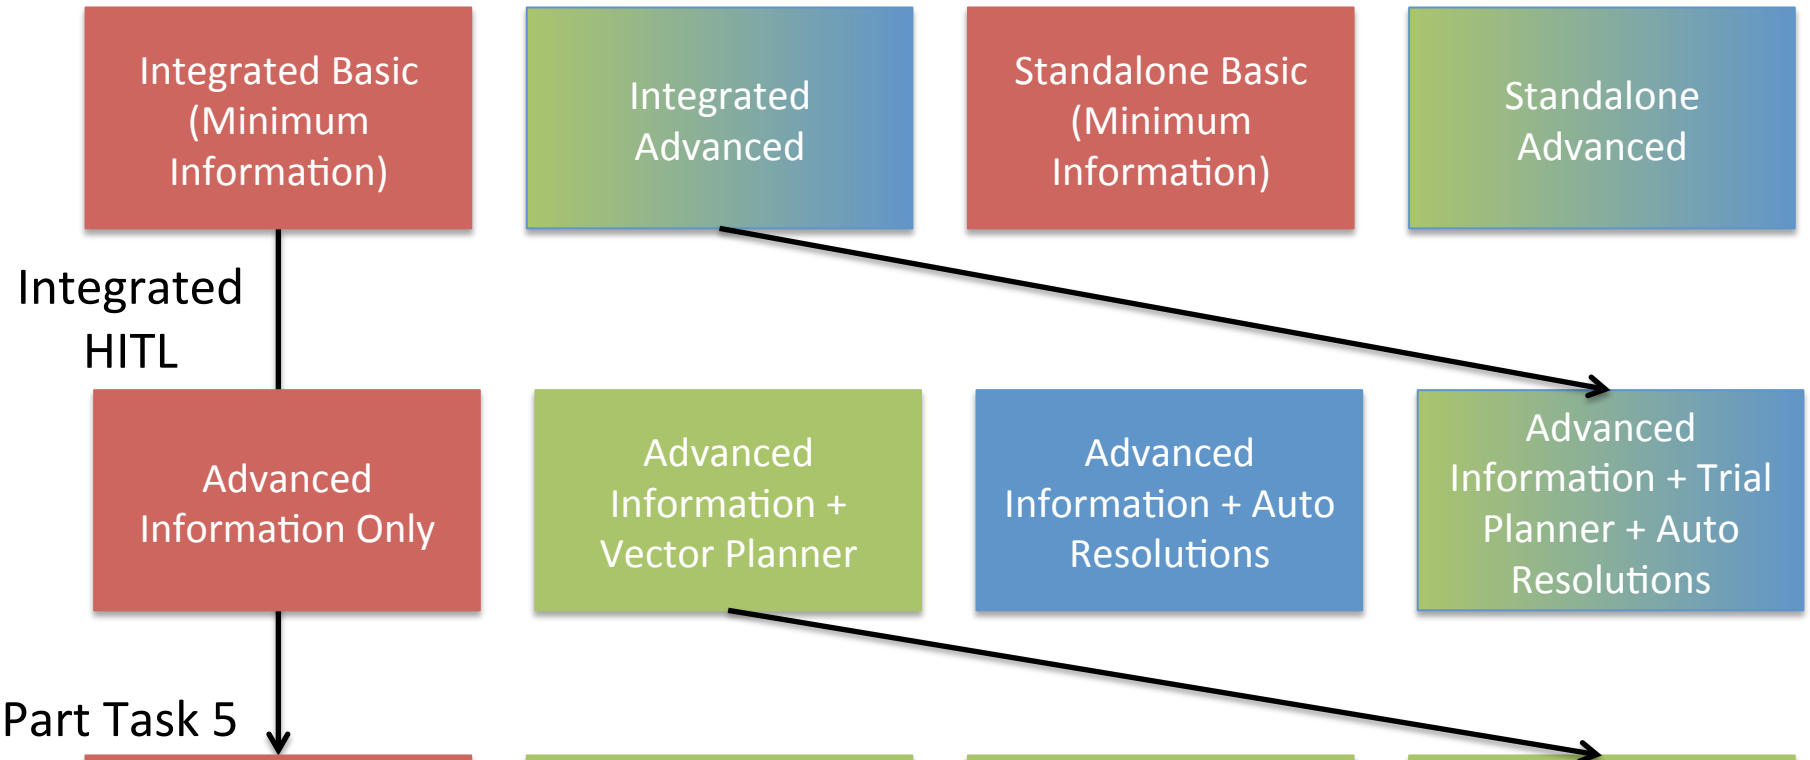 Integrated Basic
(Minimum
Information)
Integrated
Advanced
Standalone Basic
(Minimum
Information)
Standalone
Advanced
Integrated
HITL
Advanced
Information Only
Advanced
Information +
Vector Planner
Advanced
Information + Auto
Resolutions
Advanced
Information + Trial
Planner + Auto
Resolutions
Part Task 5